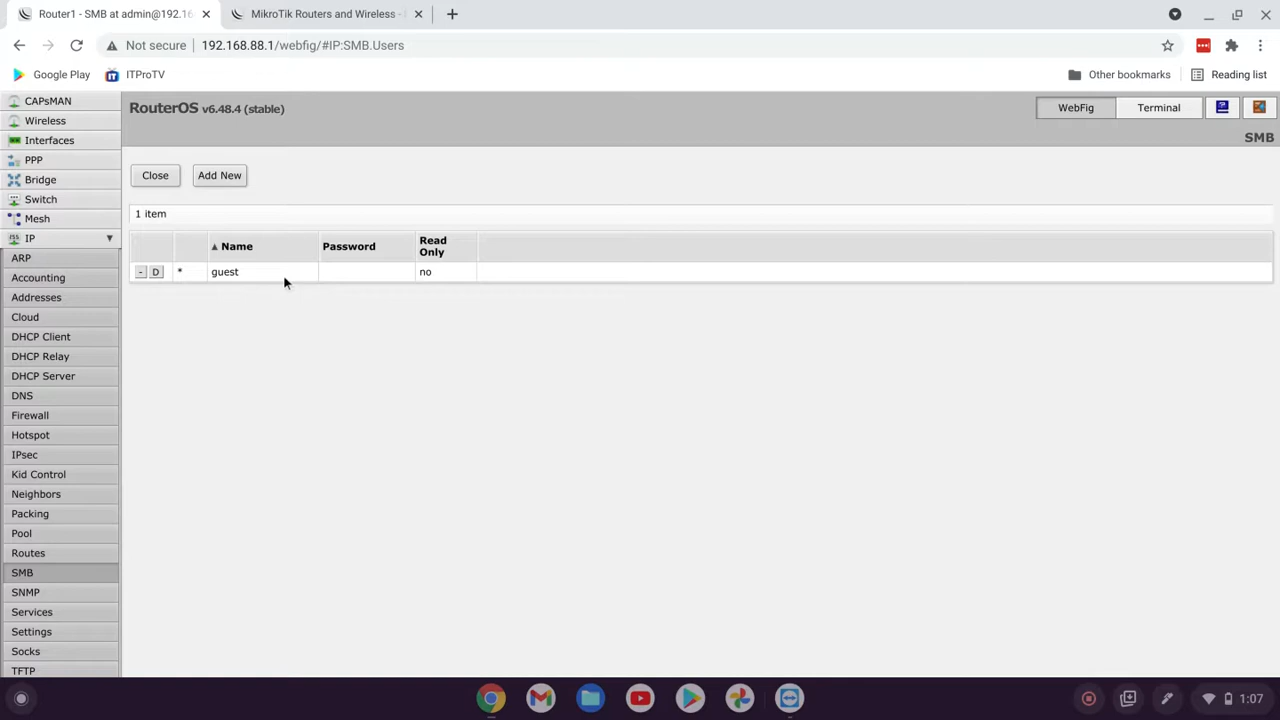 Router1 - SMB at admin@192.16
MikroTik Routers and Wireless -
Not secure
192.168.88.1/webfig/#IP:SMB.Users
Google Play
ITProTV
Other bookmarks
Reading list
CAPsMAN
Wireless
Interfaces
PPP
Bridge
Switch
Mesh
IP
ARP
Accounting
Addresses
Cloud
DHCP Client
DHCP Relay
DHCP Server
DNS
Firewall
Hotspot
IPsec
Kid Control
Neighbors
Packing
Pool
Routes
SMB
SNMP
Services
Settings
Socks
TFTP
RouterOS v6.48.4 (stable)
WebFig
Terminal
SMB
Close
Add New
1 item
▲ Name
Password
Read
Only
- D * guest no
1:07